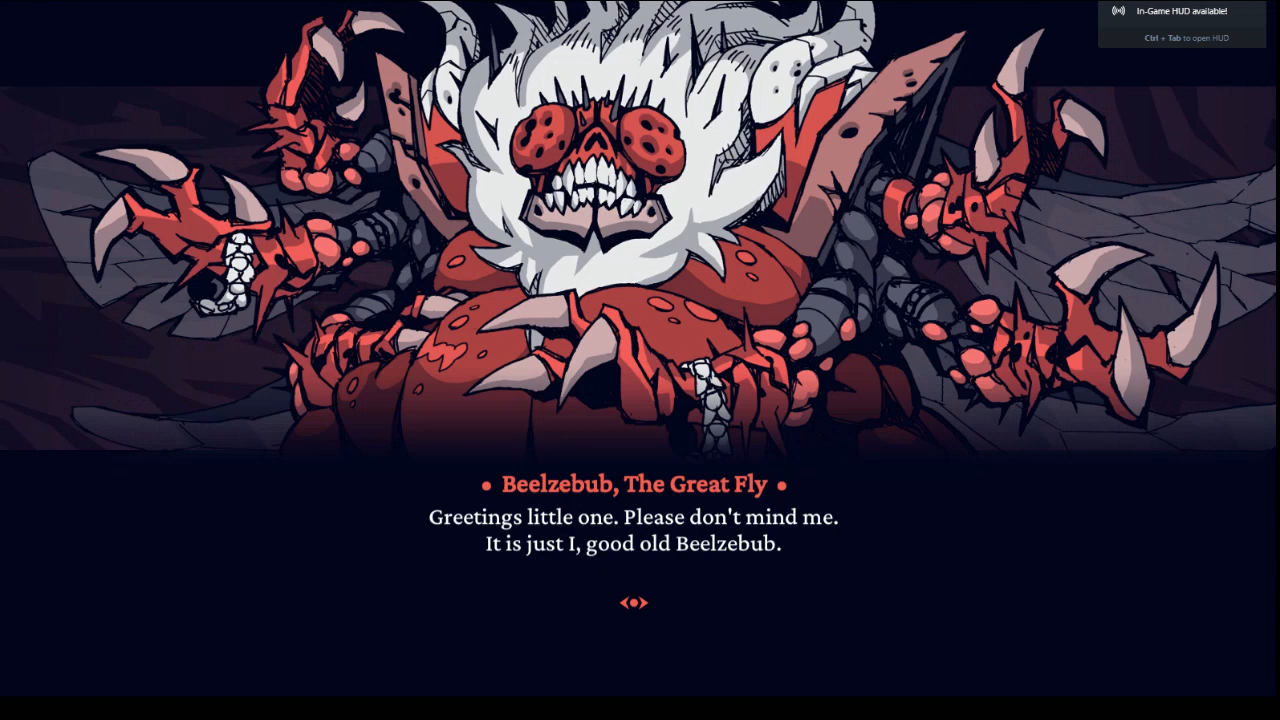 In-Game HUD available!
Ctrl + Tab to open HUD
• Beelzebub, The Great Fly •
Greetings little one. Please don't mind me.
It is just I, good old Beelzebub.